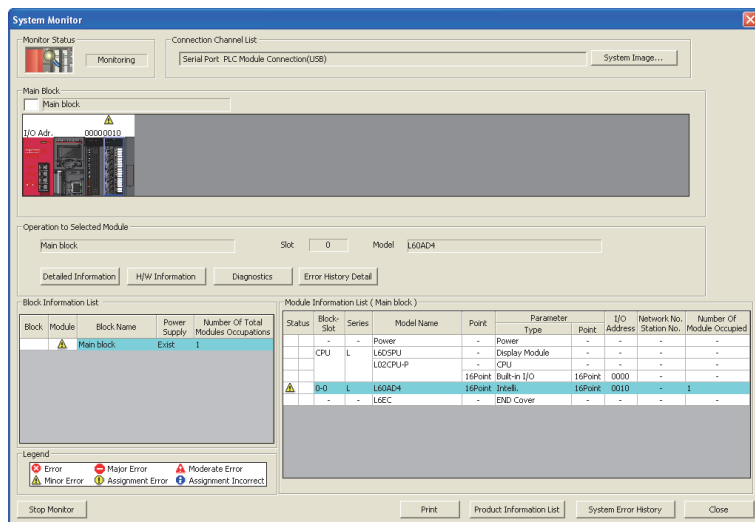 System Monitor
Monitor Status
Monitoring
Connection Channel List
Serial Port PLC Module Connection(USB)
System Image...
Main Block
Main block
I/O Adr. 00000010
Operation to Selected Module
Main block Slot 0 Model L60AD4
Detailed Information H/W Information Diagnostics Error History Detail
Block Information List
Block Module Block Name Power Supply Number Of Total Modules Occupations
Main block Exist 1
Module Information List ( Main block )
Status Block-Slot Series Model Name Point Parameter Type Point I/O Address Network No. Station No. Number Of Module Occupied
- - Power - Power - - - -
CPU L L6DSPU - Display Module - - - -
L02CPU-P - CPU - - - -
16Point Built-in I/O 16Point 0000 - -
0-0 L L60AD4 16Point Intelli. 16Point 0010 - 1
- - L6EC - END Cover - - - -
Legend
Error Major Error Moderate Error
Minor Error Assignment Error Assignment Incorrect
Stop Monitor Print Product Information List System Error History Close